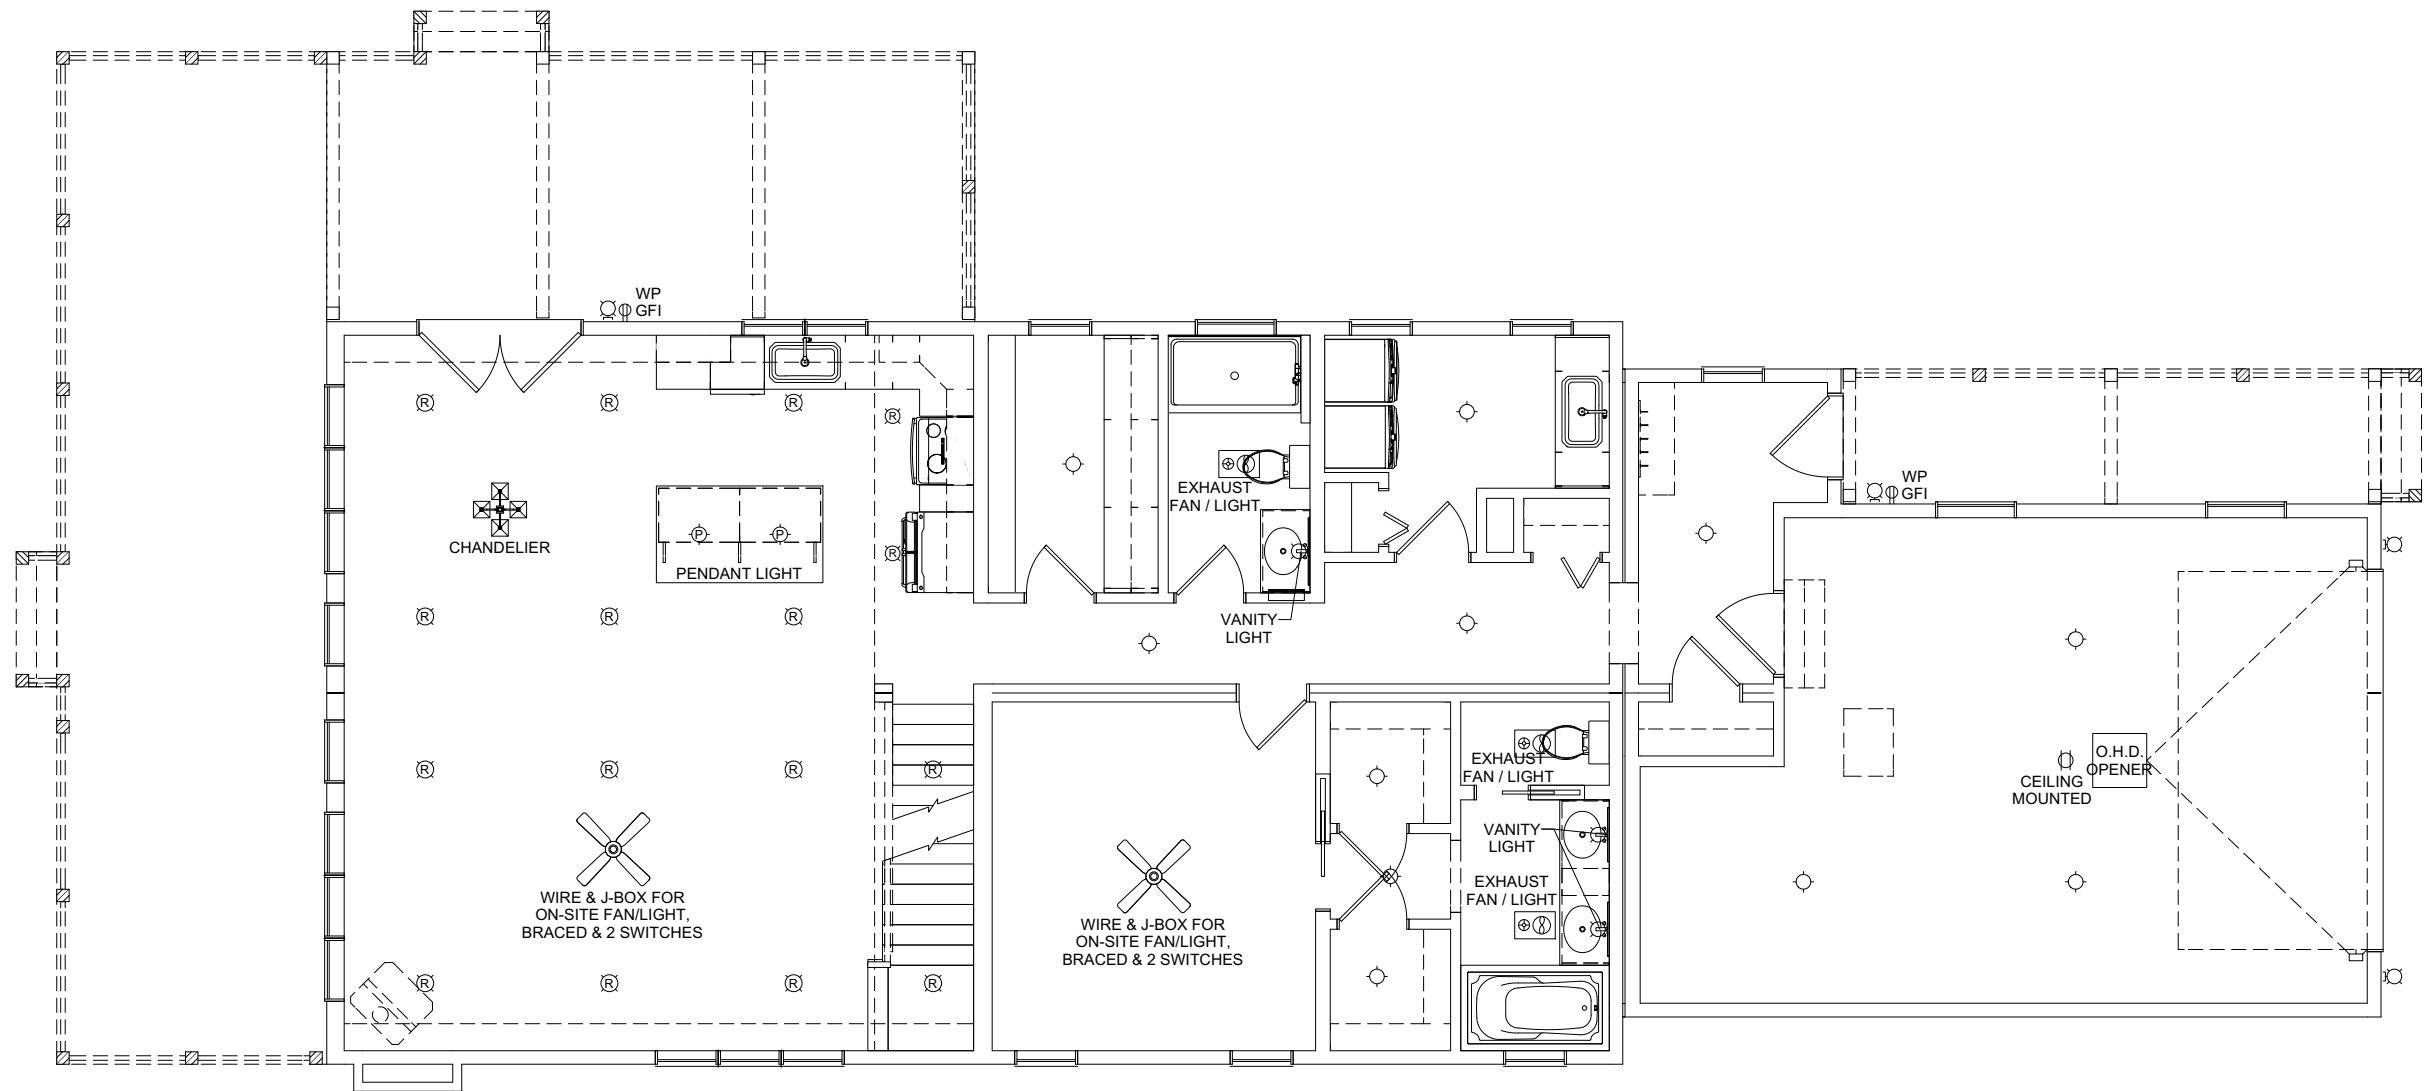 WP
GFI
R
R
R
R
EXHAUST
FAN / LIGHT
WP
GFI
CHANDELIER
P
P
R
PENDANT LIGHT
R
R
R
VANITY
LIGHT
R
R
R
R
EXHAUST
FAN / LIGHT
O.H.D.
OPENER
CEILING
MOUNTED
VANITY
LIGHT
WIRE & J-BOX FOR
ON-SITE FAN/LIGHT,
BRACED & 2 SWITCHES
WIRE & J-BOX FOR
ON-SITE FAN/LIGHT,
BRACED & 2 SWITCHES
EXHAUST
FAN / LIGHT
R
R
R
R